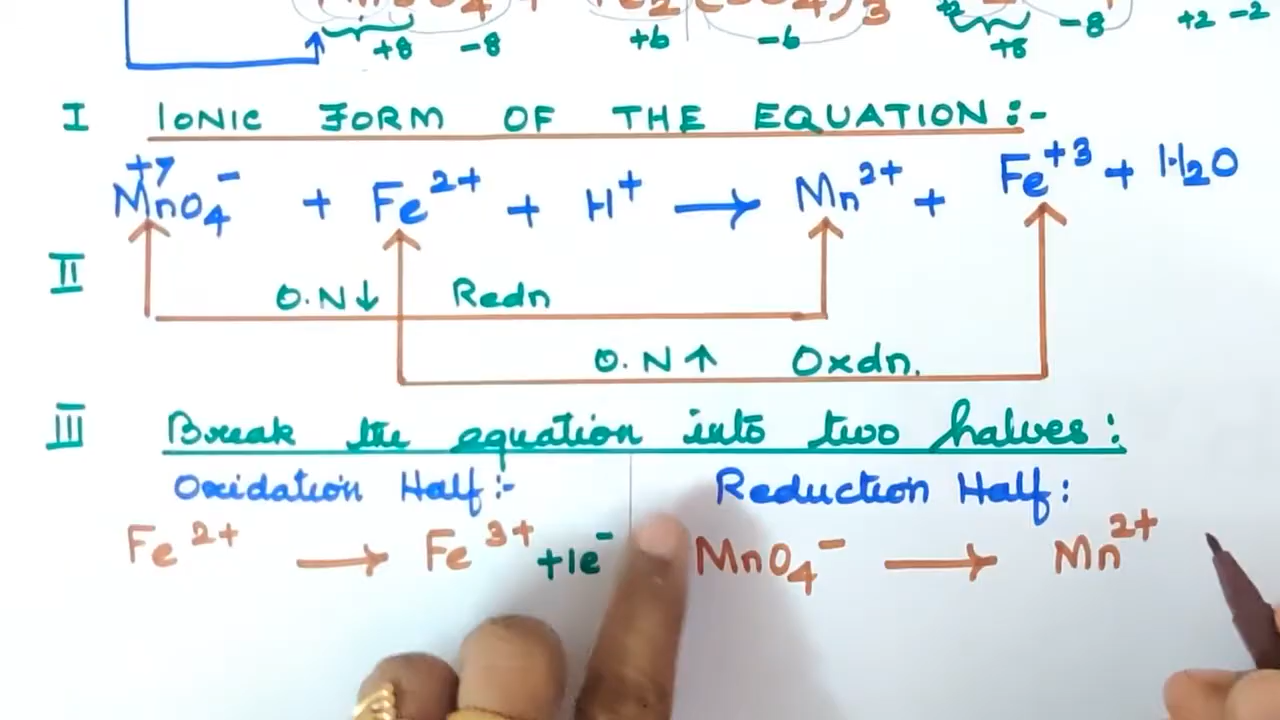 +8 -8 +6 -6 +2 +6 -8 +2 -2
I IONIC FORM OF THE EQUATION :-
+7
MnO4⁻ + Fe²⁺ + H⁺ → Mn²⁺ + Fe⁺³ + H2O
II
O.N↓ Redn
O.N↑ Oxdn.
III Break the equation into two halves:
Oxidation Half:- Reduction Half:
Fe²⁺ → Fe³⁺ +1e⁻ MnO4⁻ → Mn²⁺